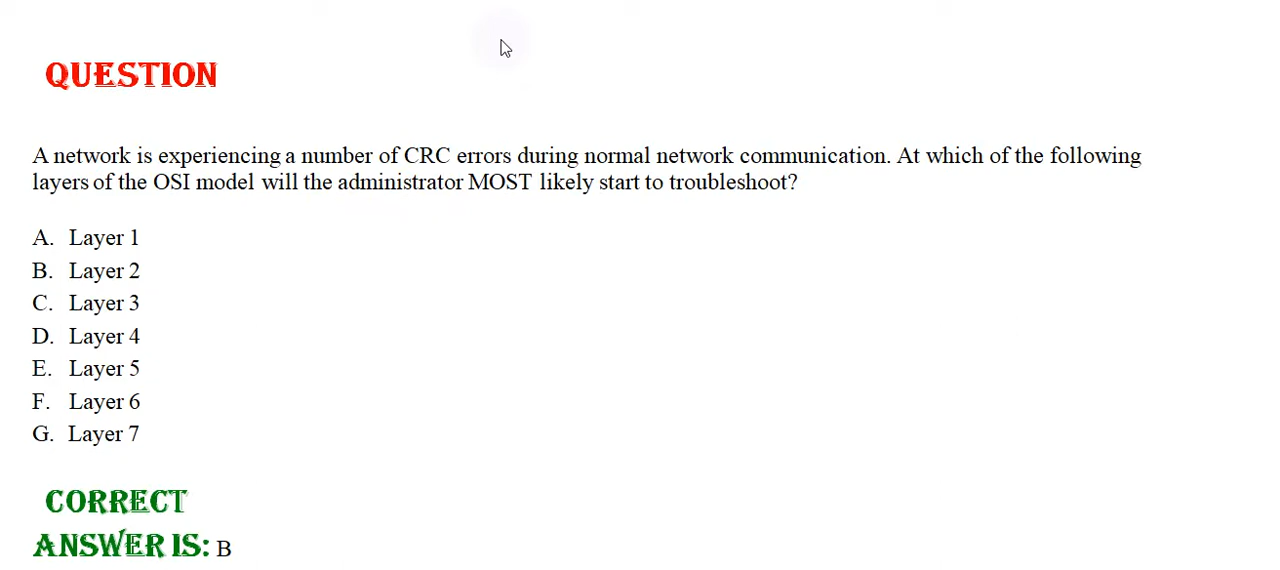 QUESTION
A network is experiencing a number of CRC errors during normal network communication. At which of the following
layers of the OSI model will the administrator MOST likely start to troubleshoot?
A. Layer 1
B. Layer 2
C. Layer 3
D. Layer 4
E. Layer 5
F. Layer 6
G. Layer 7
CORRECT
ANSWER IS: B